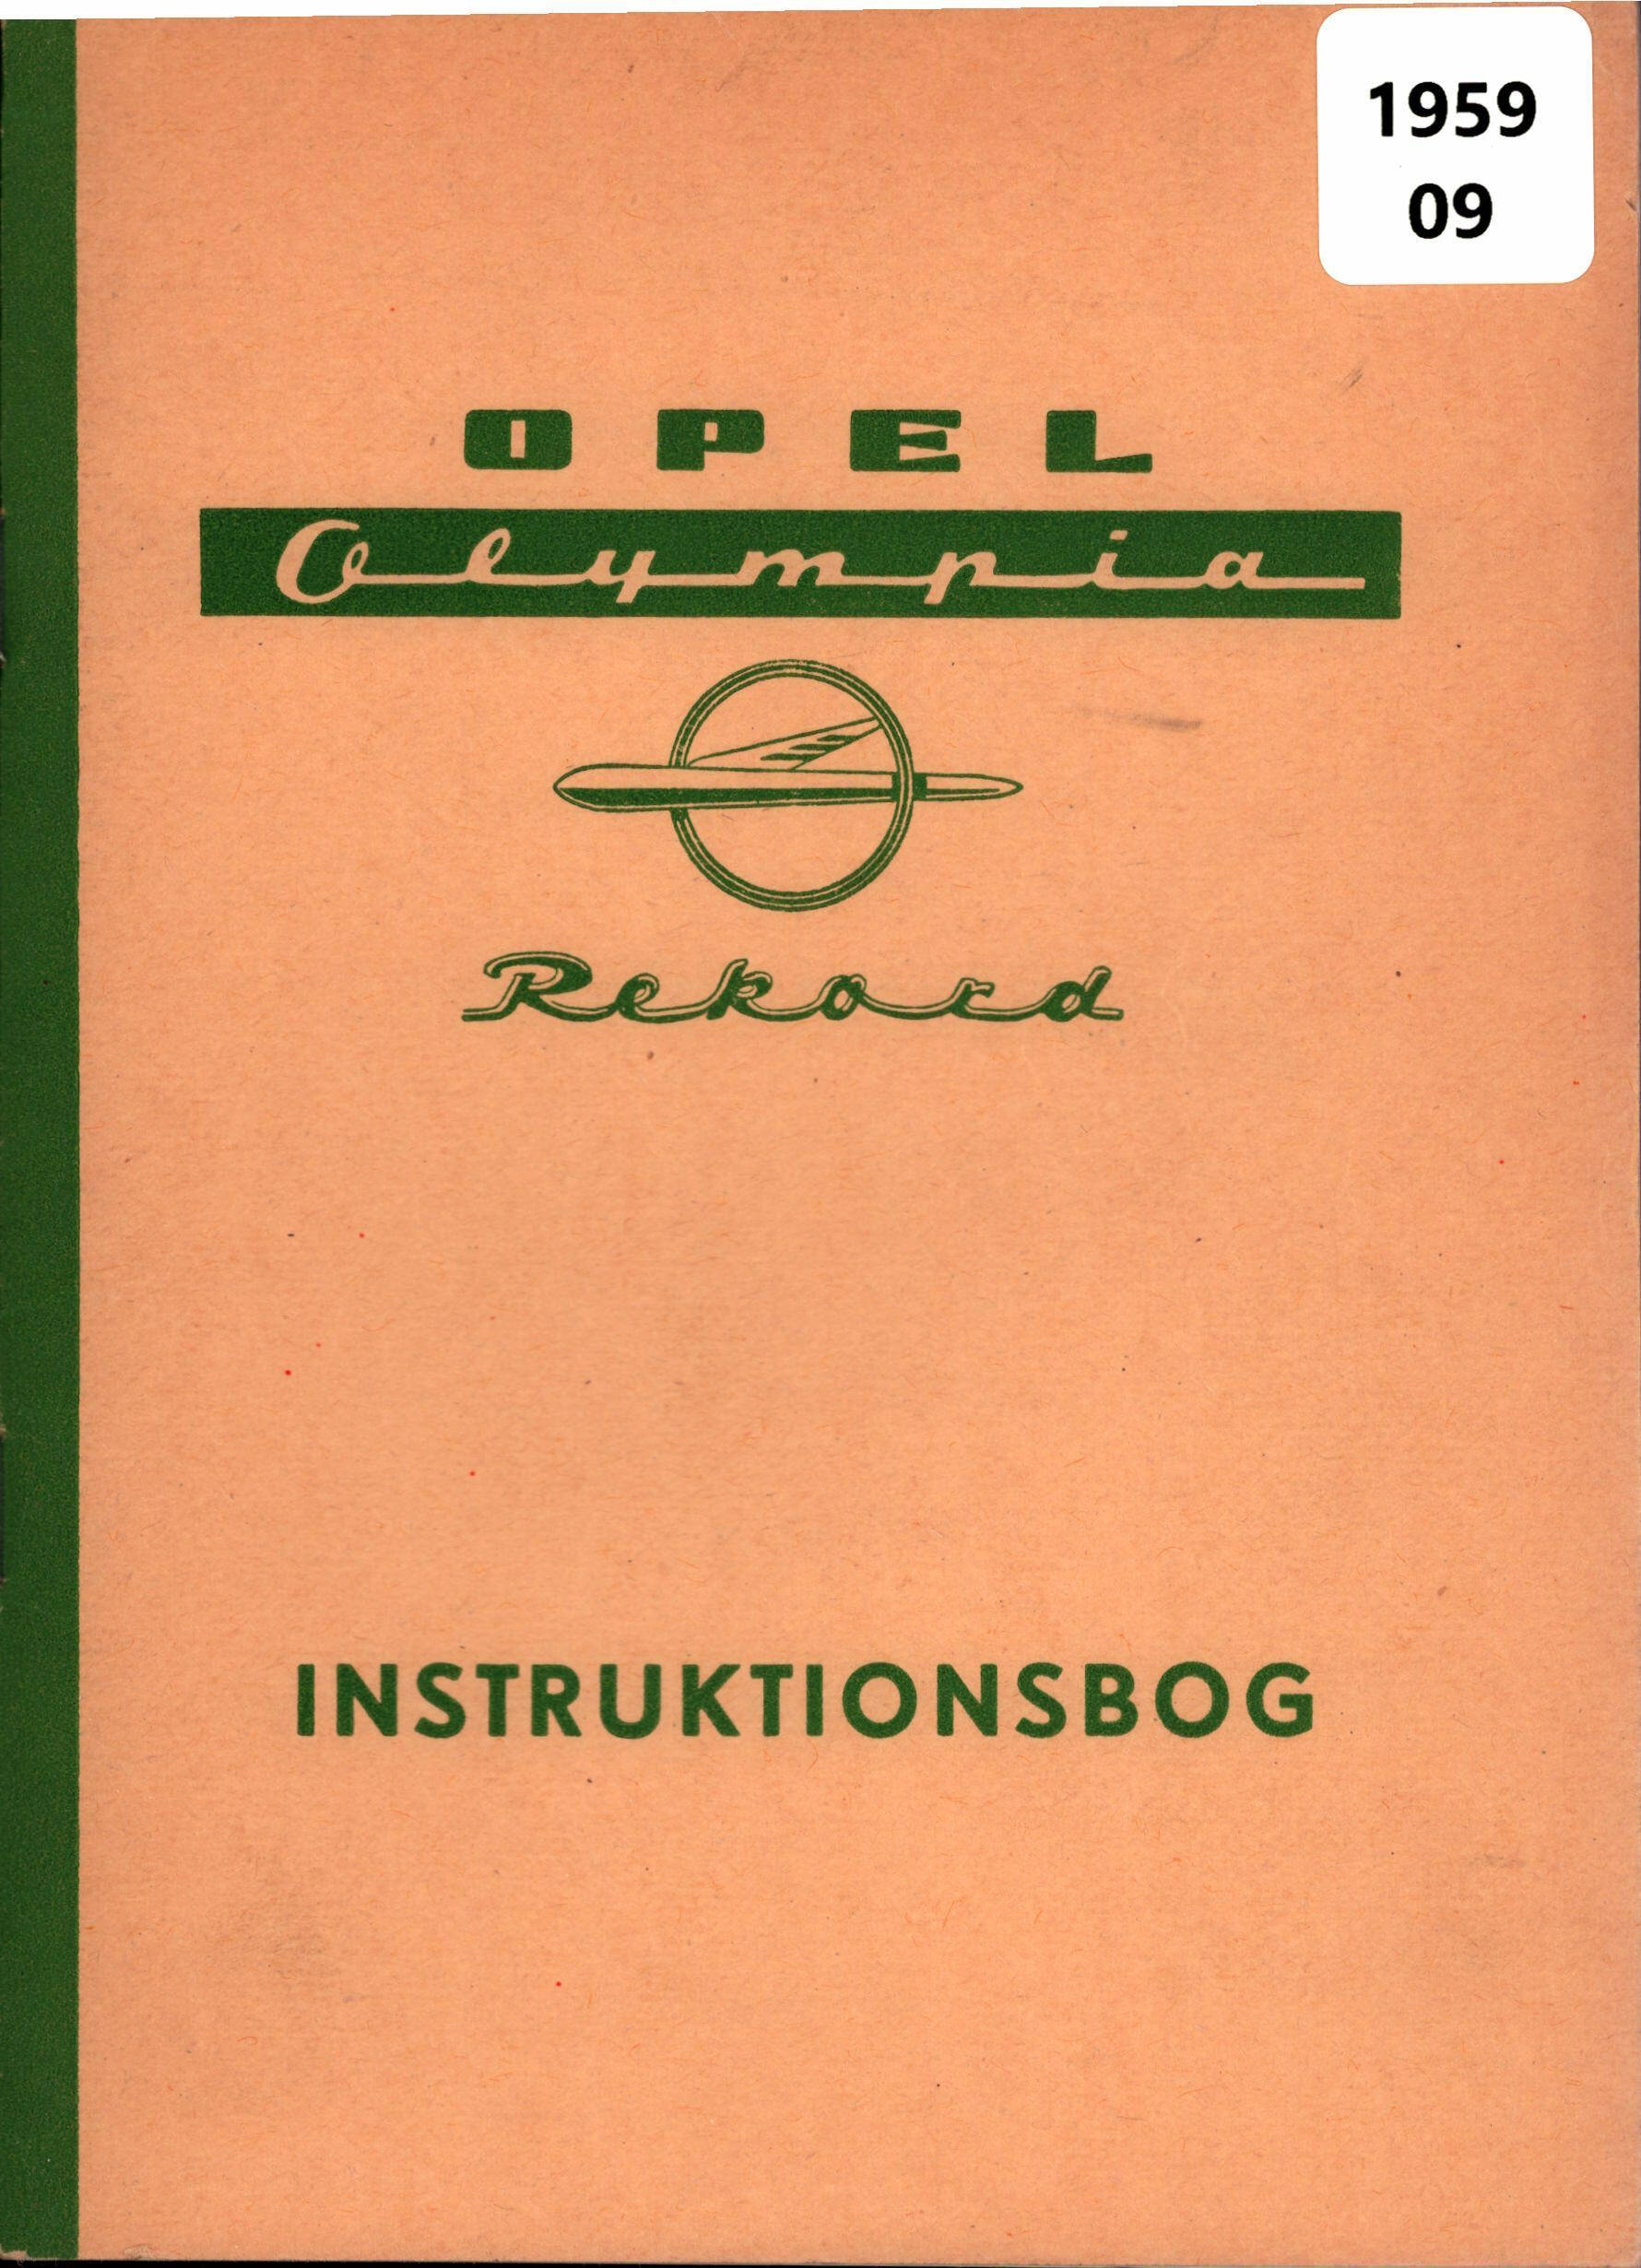 1959
09
OPEL
Olympia
Rekord
INSTRUKTIONSBOG